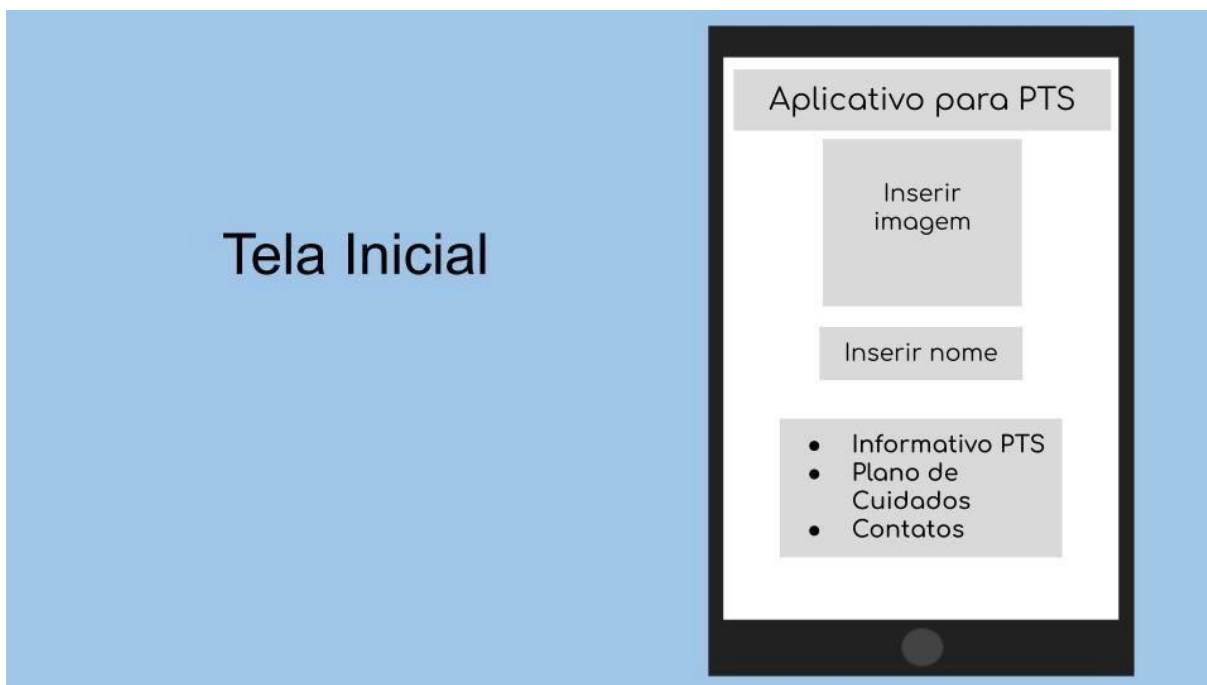 Tela Inicial
Aplicativo para PTS
Inserir
imagem
Inserir nome
● Informativo PTS
● Plano de
Cuidados
● Contatos